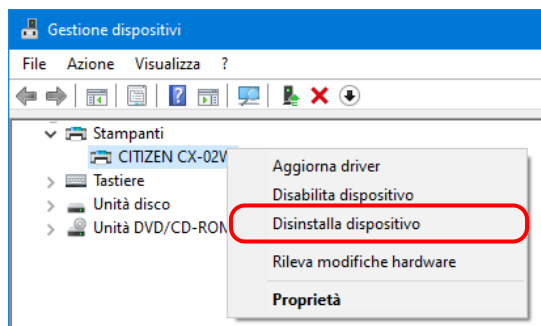 Gestione dispositivi
File Azione Visualizza ?
Stampanti
CITIZEN CX-02W
Tastiere
Unità disco
Unità DVD/CD-ROM
Aggiorna driver
Disabilita dispositivo
Disinstalla dispositivo
Rileva modifiche hardware
Proprietà